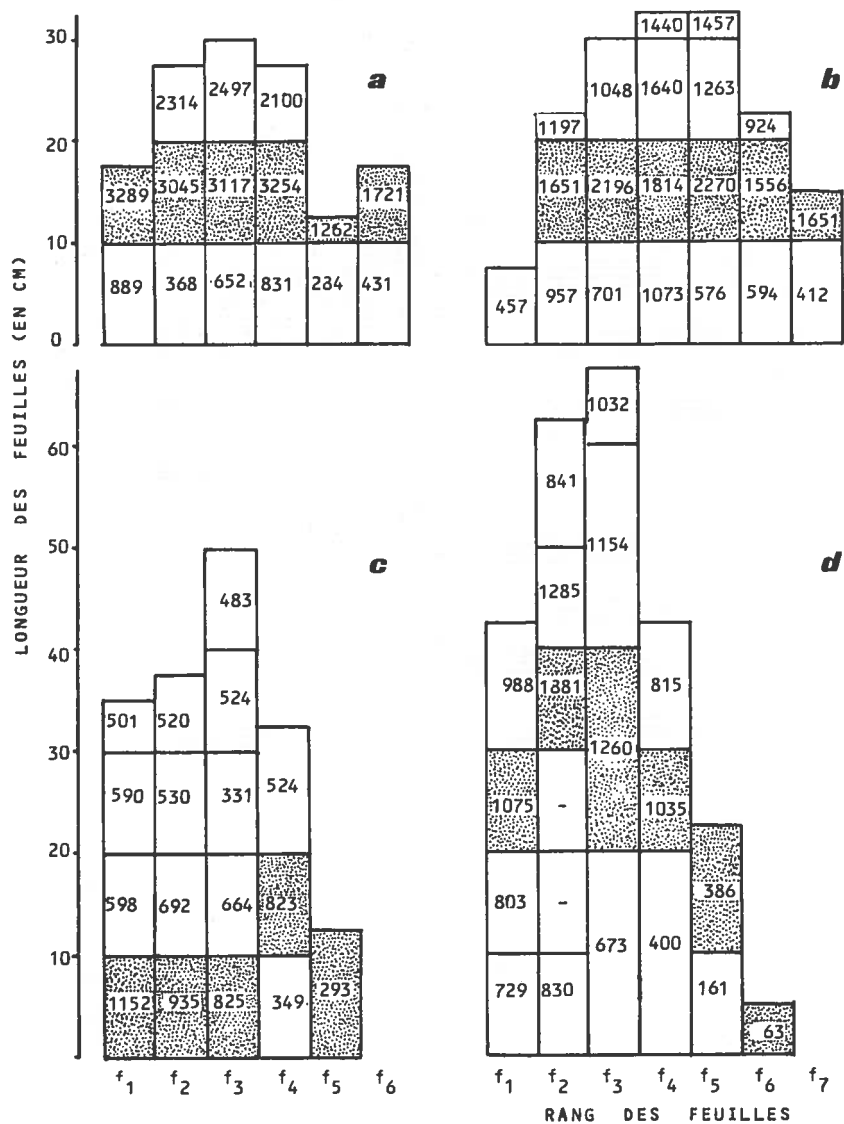 LONGUEUR DES FEUILLES (EN CM)
30
20
10
0
a
2314 2497 2100
3289 3045 3117 3254 1262 1721
889 368 652 831 284 431
b
1440 1457
1048 1640 1263
1197 924
1651 2196 1814 2270 1556 1651
457 957 701 1073 576 594 412
60
50
40
30
20
10
c
483
524
501 520
590 530 331 524
598 692 664 823
1152 935 825 349 293
f1 f2 f3 f4 f5 f6
d
1032
841
1154
1285
988 1881 815
1260
1075 - 1035
803 - 386
673 400
729 830 161
63
f1 f2 f3 f4 f5 f6 f7
RANG DES FEUILLES